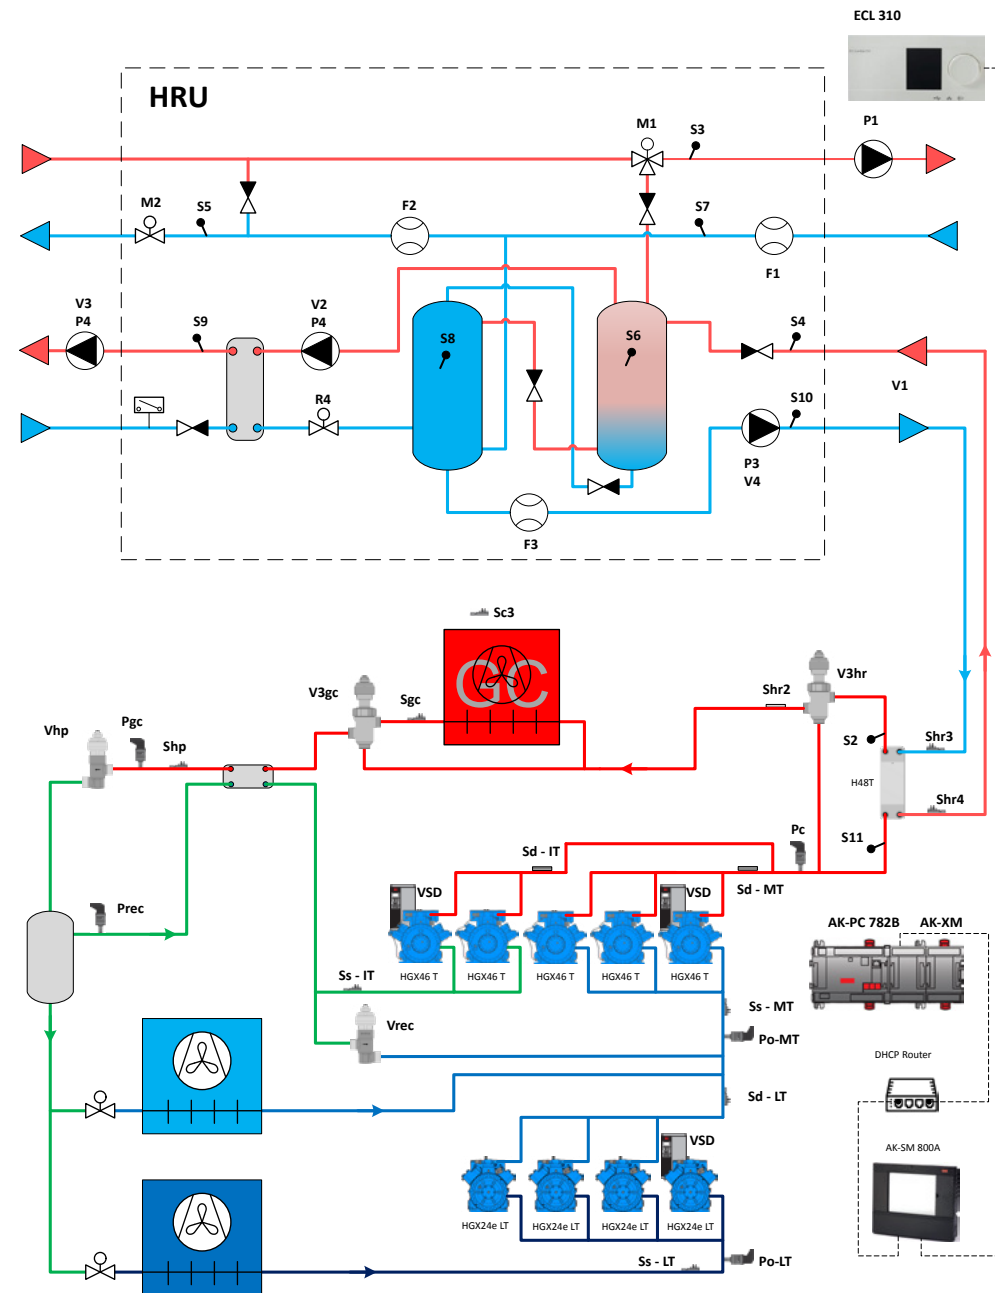 ECL 310
HRU
M1
S3
P1
M2
S5
F2
S7
F1
V3
P4
S9
V2
P4
S8
S6
S4
V1
R4
S10
P3
V4
F3
Sc3
GC
V3gc
Sgc
Shr2
V3hr
Vhp
Pgc
Shp
S2
Shr3
H48T
Shr4
S11
Pc
Sd - IT
Sd - MT
VSD
VSD
Prec
HGX46 T
HGX46 T
HGX46 T
HGX46 T
HGX46 T
AK-PC 782B
AK-XM
Ss - IT
Vrec
Ss - MT
Po-MT
DHCP Router
Sd - LT
VSD
AK-SM 800A
HGX24e LT
HGX24e LT
HGX24e LT
HGX24e LT
Ss - LT
Po-LT